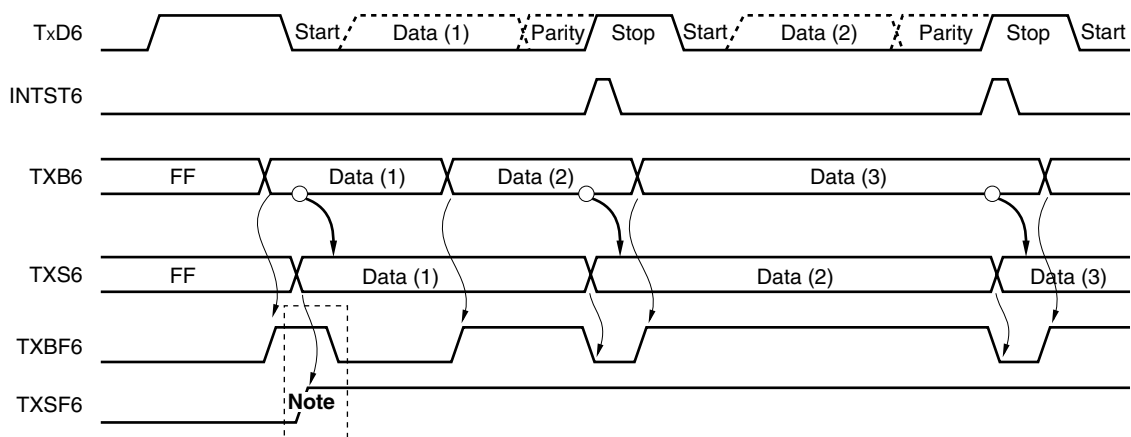 TxD6 Start Data (1) Parity Stop Start Data (2) Parity Stop Start
INTST6
TXB6 FF Data (1) Data (2) Data (3)
TXS6 FF Data (1) Data (2) Data (3)
TXBF6
TXSF6 Note